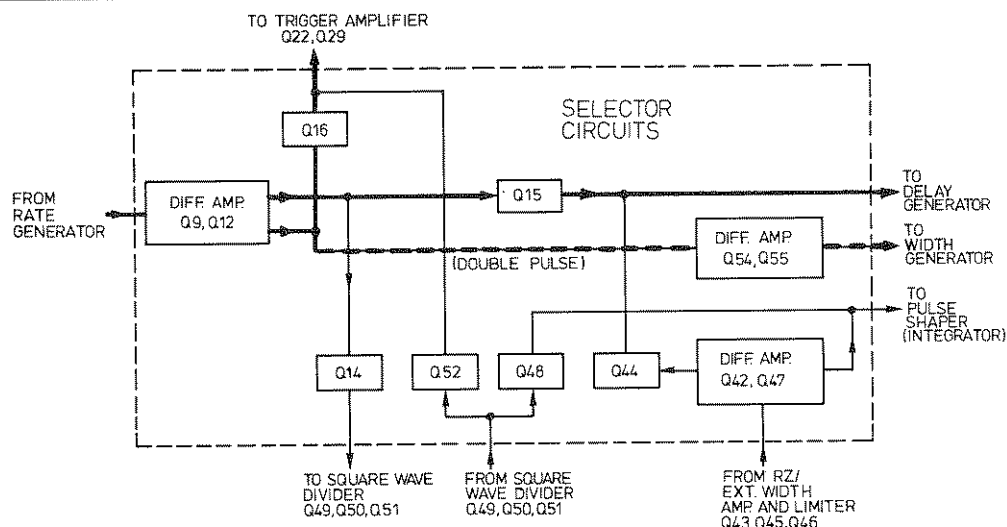 TO TRIGGER AMPLIFIER
Q22, Q29
SELECTOR
CIRCUITS
Q16
FROM
RATE
GENERATOR
DIFF. AMP.
Q9, Q12
Q15
TO
DELAY
GENERATOR
(DOUBLE PULSE)
DIFF. AMP.
Q54, Q55
TO
WIDTH
GENERATOR
TO
PULSE
SHAPER
(INTEGRATOR)
Q14
Q52
Q48
Q44
DIFF. AMP.
Q42, Q47
TO SQUARE WAVE
DIVIDER
Q49, Q50, Q51
FROM SQUARE
WAVE DIVIDER
Q49, Q50, Q51
FROM RZ/
EXT. WIDTH
AMP. AND LIMITER
Q43, Q45, Q46